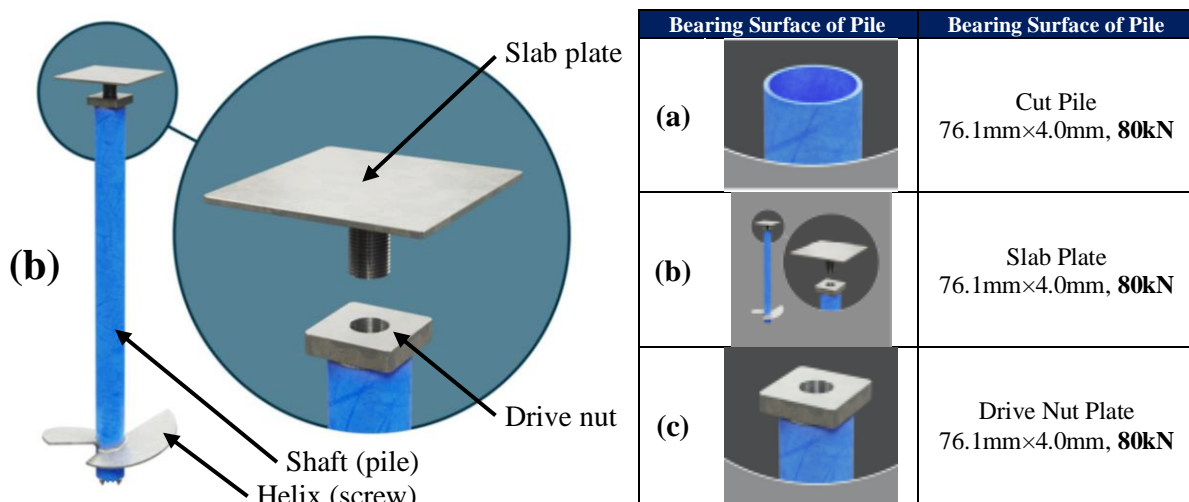 Slab plate
(b)
Drive nut
Shaft (pile)
Helix (screw)
Bearing Surface of Pile
Bearing Surface of Pile
(a)
Cut Pile
76.1mm×4.0mm, 80kN
(b)
Slab Plate
76.1mm×4.0mm, 80kN
(c)
Drive Nut Plate
76.1mm×4.0mm, 80kN